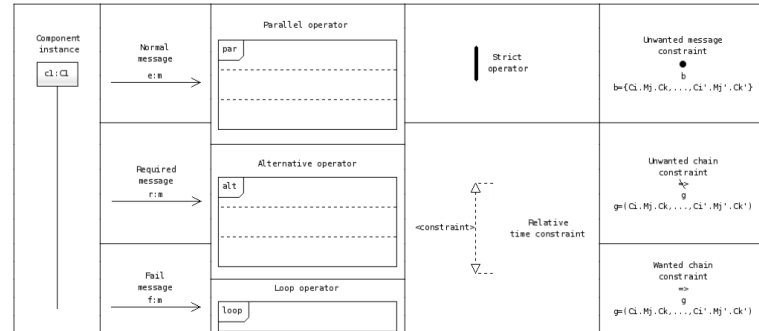 Component
instance
c1:C1
Normal
message
e:m
Required
message
r:m
Fail
message
f:m
Parallel operator
par
Alternative operator
alt
Loop operator
loop
Strict
operator
<constraint>
Relative
time constraint
Unwanted message
constraint
b
b={Ci.Mj.Ck,...,Ci'.Mj'.Ck'}
Unwanted chain
constraint
=>
g
g=(Ci.Mj.Ck,...,Ci'.Mj'.Ck')
Wanted chain
constraint
=>
g
g=(Ci.Mj.Ck,...,Ci'.Mj'.Ck')